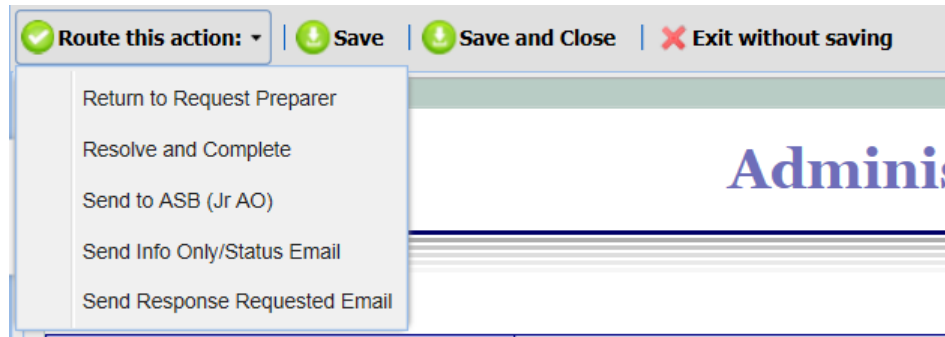 Route this action: Save Save and Close Exit without saving
Return to Request Preparer
Resolve and Complete
Adminis
Send to ASB (Jr AO)
Send Info Only/Status Email
Send Response Requested Email